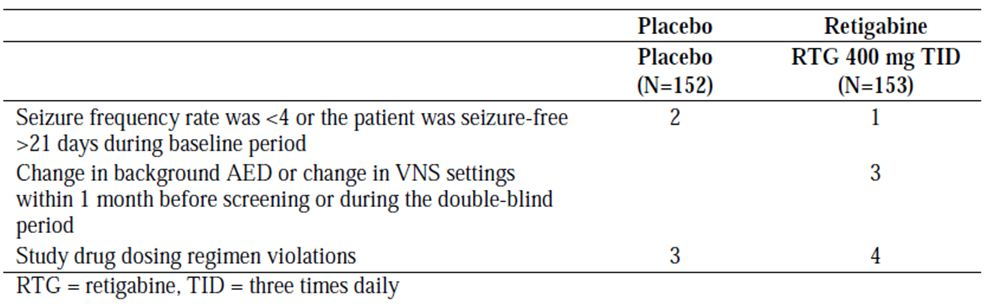 Placebo Retigabine
Placebo RTG 400 mg TID
(N=152) (N=153)
Seizure frequency rate was <4 or the patient was seizure-free 2 1
>21 days during baseline period
Change in background AED or change in VNS settings 3
within 1 month before screening or during the double-blind
period
Study drug dosing regimen violations 3 4
RTG = retigabine, TID = three times daily